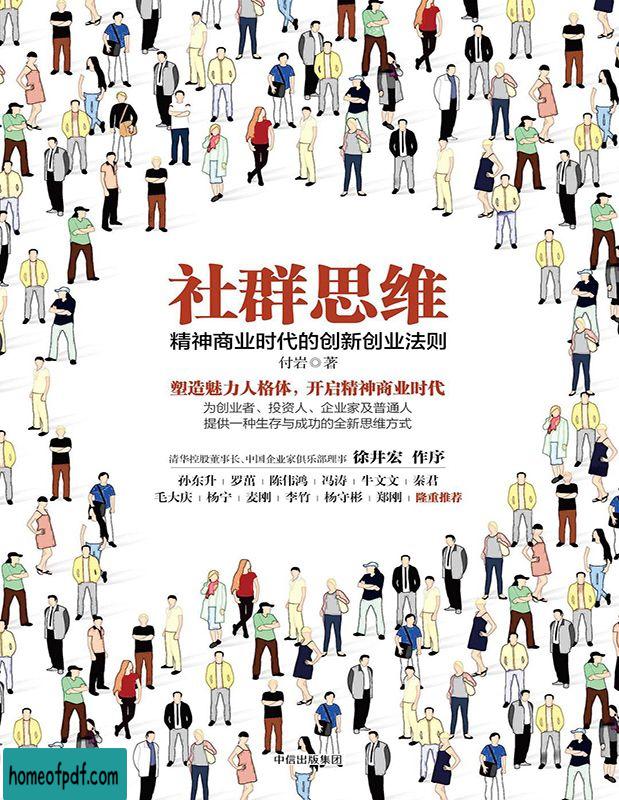 社群思维
精神商业时代的创新创业法则
付岩◎著
塑造魅力人格体，开启精神商业时代
为创业者、投资人、企业家及普通人
提供一种生存与成功的全新思维方式
清华控股董事长、中国企业家俱乐部理事 徐井宏 作序
孙东升 | 罗茁 | 陈伟鸿 | 冯涛 | 牛文文 | 秦君
毛大庆 | 杨宁 | 麦刚 | 李竹 | 杨守彬 | 郑刚 | 隆重推荐
中信出版集团
homeofpdf.com